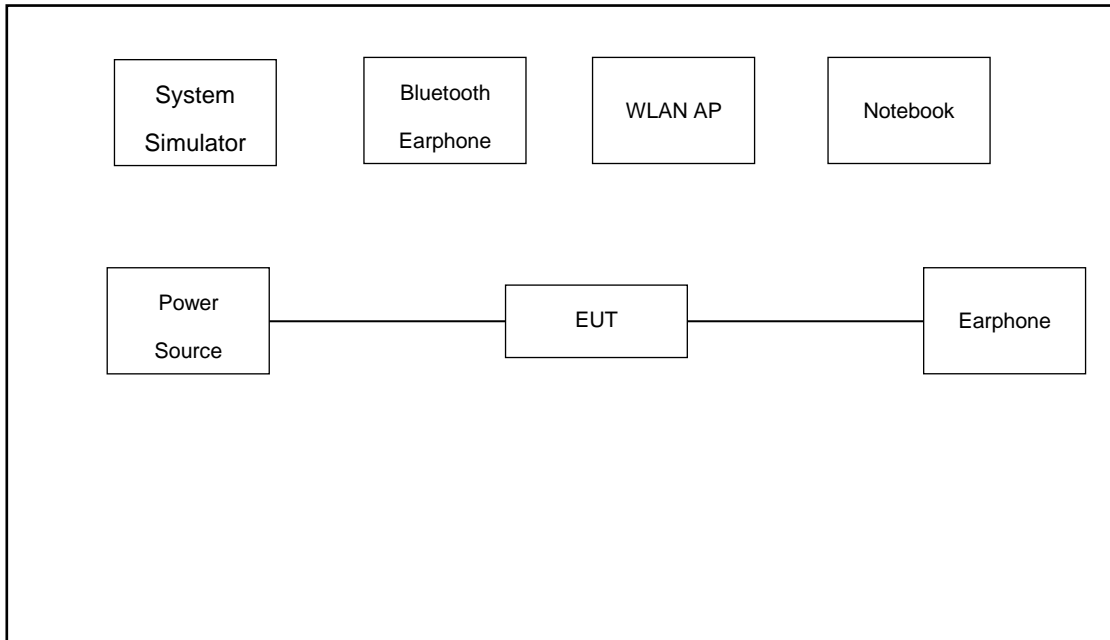 System
Simulator
Bluetooth
Earphone
WLAN AP
Notebook
Power
Source
EUT
Earphone